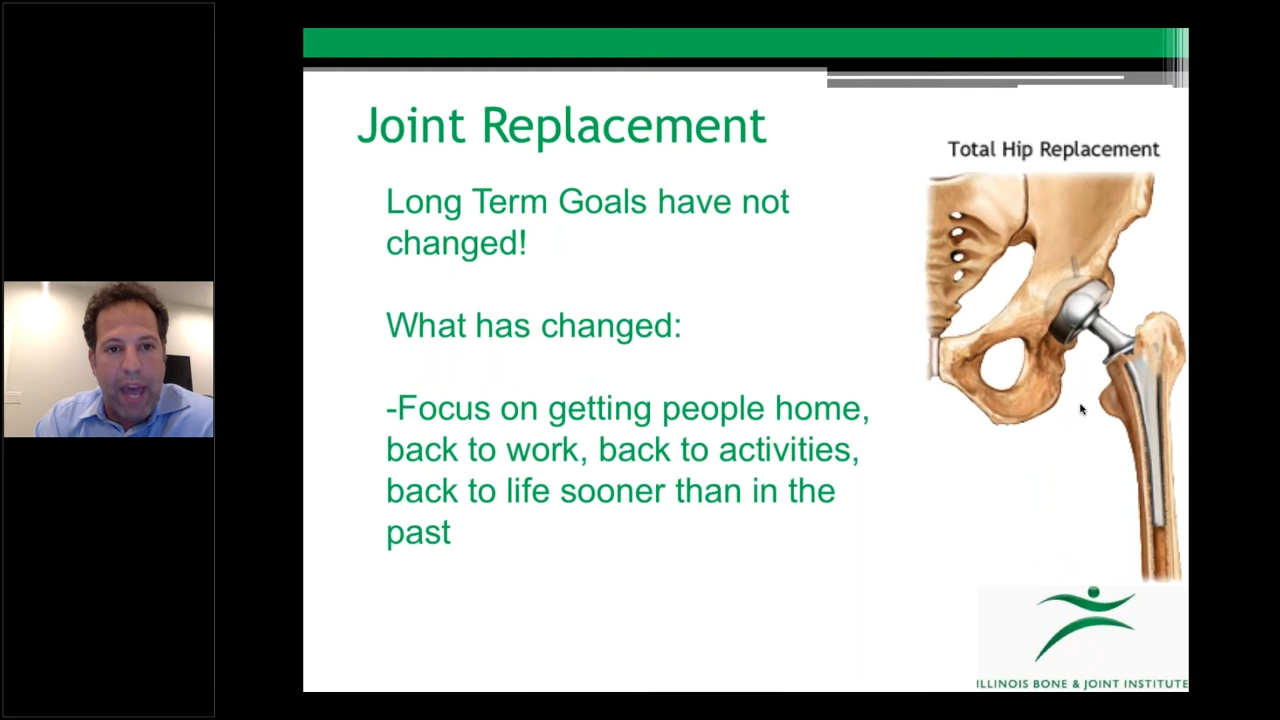 Joint Replacement
Total Hip Replacement
Long Term Goals have not
changed!
What has changed:
-Focus on getting people home,
back to work, back to activities,
back to life sooner than in the
past
ILLINOIS BONE & JOINT INSTITUTE